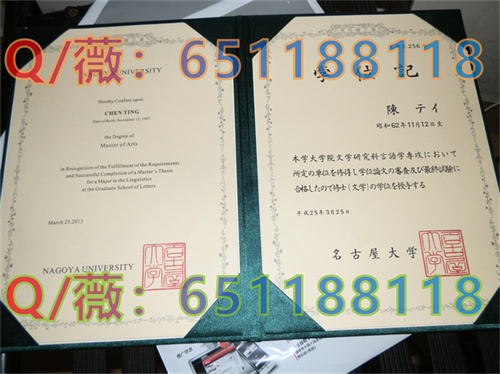 Q/薇：651188118
NAGOYA UNIVERSITY
Hereby Confers upon
CHEN TING
Date of Birth: November 12, 1987
the Degree of
Master of Arts
in Recognition of the Fulfillment of the Requirements
and Successful Completion of a Master's Thesis
for a Major in the Linguistics
at the Graduate School of Letters
March 25, 2013
NAGOYA UNIVERSITY
256
学位记
陳 テイ
昭和62年11月12日生
本学大学院文学研究科言語学専攻において
所定の単位を修得し学位論文の審査及び最終試験に
合格したので修士（文学）の学位を授与する
平成25年3月25日
名古屋大学
Q/薇：651188118